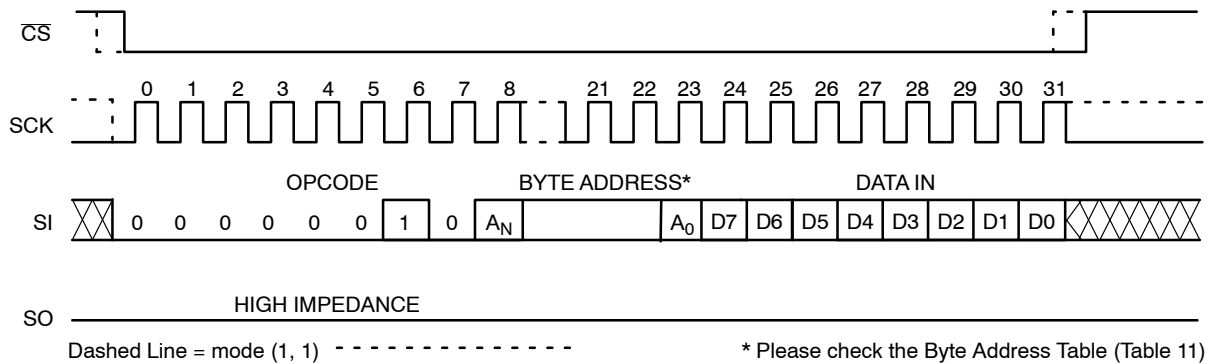 CS
0 1 2 3 4 5 6 7 8 21 22 23 24 25 26 27 28 29 30 31
SCK
OPCODE BYTE ADDRESS* DATA IN
SI 0 0 0 0 0 0 1 0 AN A0 D7 D6 D5 D4 D3 D2 D1 D0
HIGH IMPEDANCE
SO
Dashed Line = mode (1, 1) * Please check the Byte Address Table (Table 11)